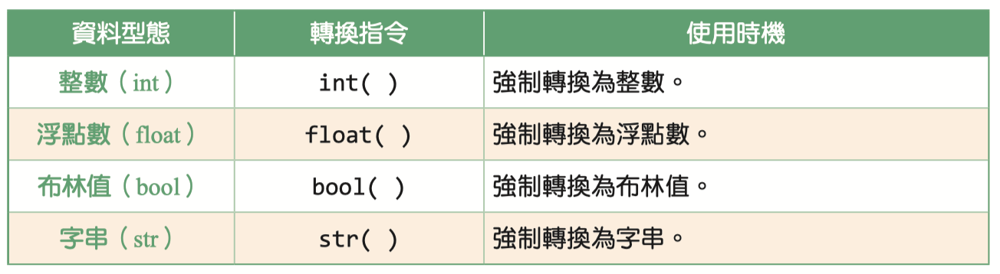 資料型態 轉換指令 使用時機
整數（int） int( ) 強制轉換為整數。
浮點數（float） float( ) 強制轉換為浮點數。
布林值（bool） bool( ) 強制轉換為布林值。
字串（str） str( ) 強制轉換為字串。